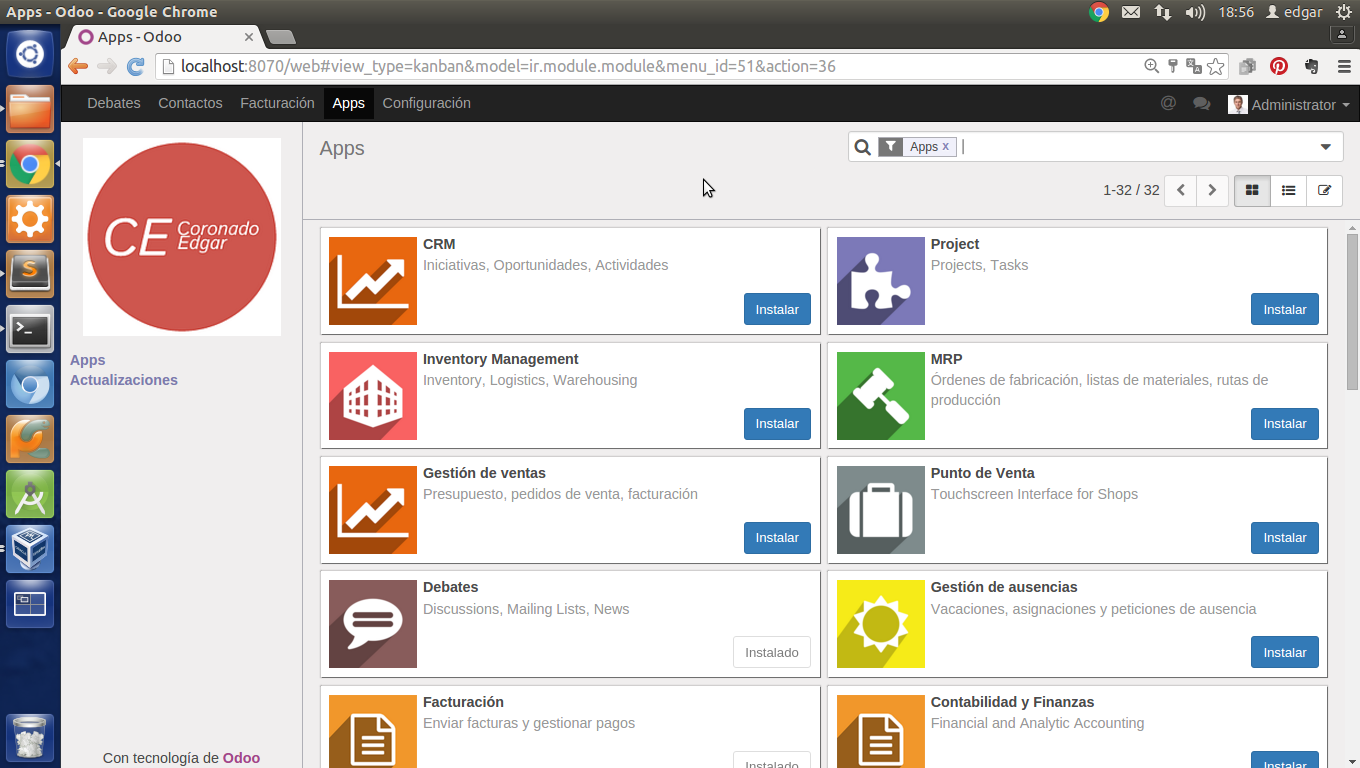 Apps - Odoo - Google Chrome
18:56
edgar
Apps - Odoo
localhost:8070/web#view_type=kanban&model=ir.module.module&menu_id=51&action=36
Debates
Contactos
Facturación
Apps
Configuración
@
Administrator
CE Coronado
Edgar
Apps
Actualizaciones
Con tecnología de Odoo
Apps
Apps x
1-32 / 32
CRM
Iniciativas, Oportunidades, Actividades
Instalar
Project
Projects, Tasks
Instalar
Inventory Management
Inventory, Logistics, Warehousing
Instalar
MRP
Órdenes de fabricación, listas de materiales, rutas de
producción
Instalar
Gestión de ventas
Presupuesto, pedidos de venta, facturación
Instalar
Punto de Venta
Touchscreen Interface for Shops
Instalar
Debates
Discussions, Mailing Lists, News
Instalado
Gestión de ausencias
Vacaciones, asignaciones y peticiones de ausencia
Instalar
Facturación
Enviar facturas y gestionar pagos
Instalado
Contabilidad y Finanzas
Financial and Analytic Accounting
Instalar